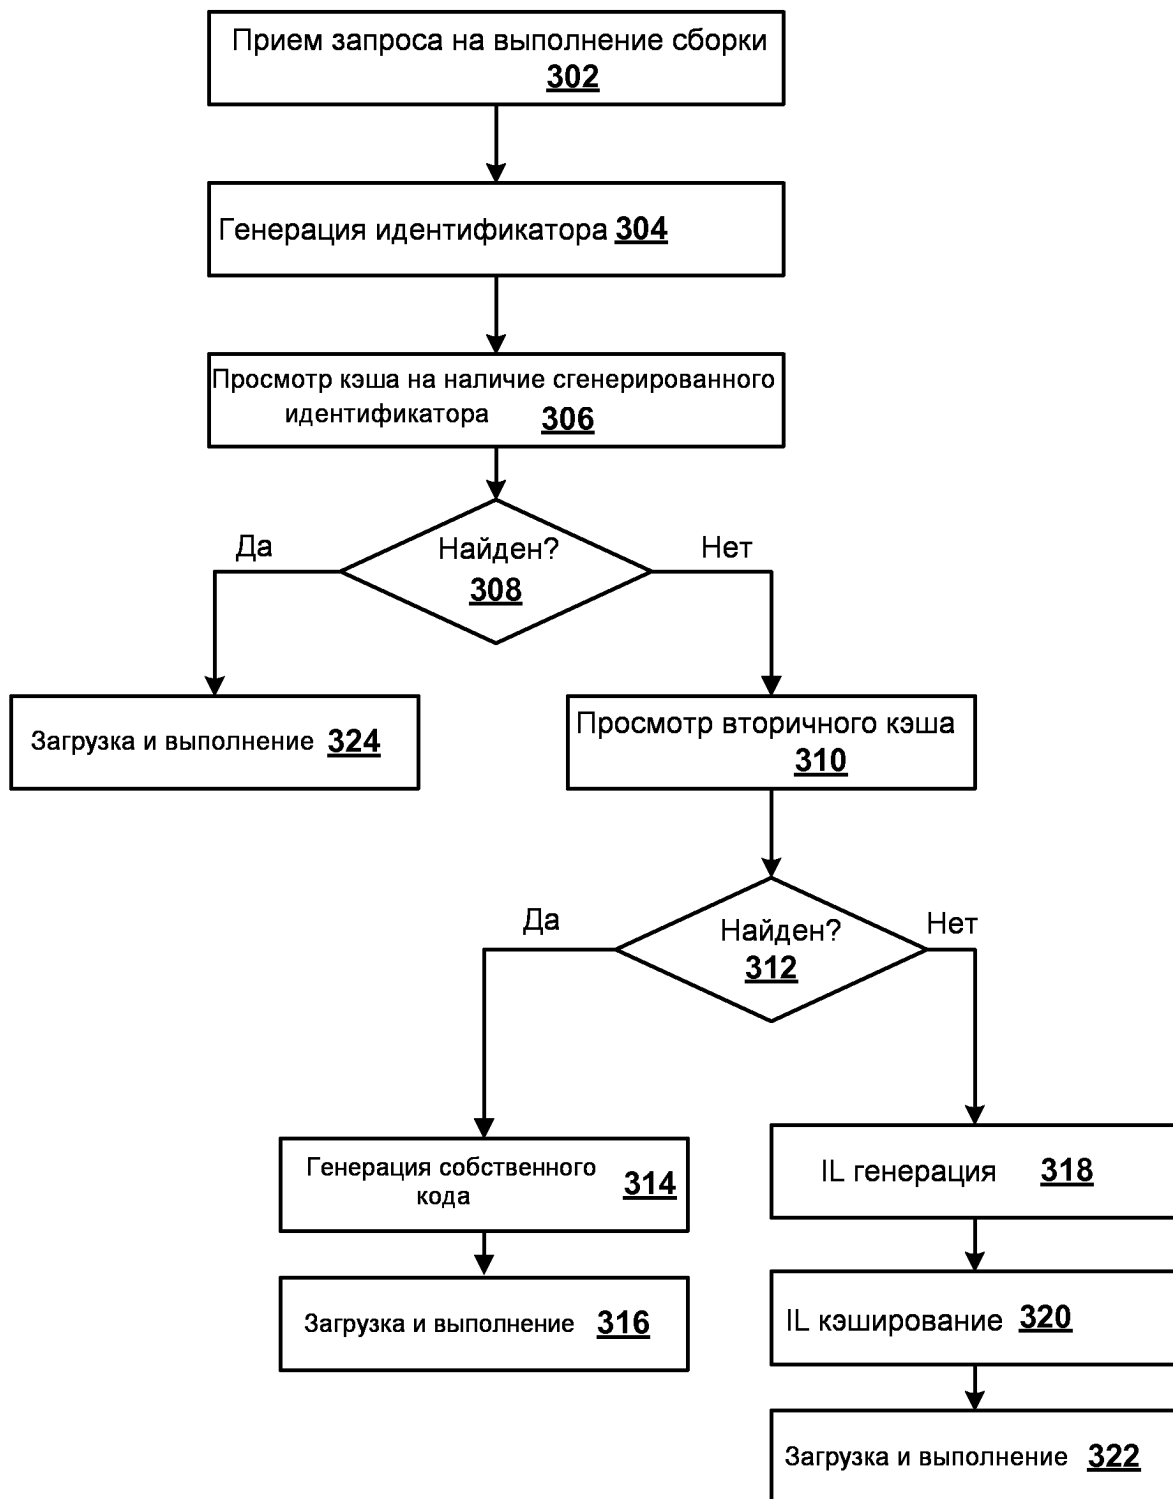 Прием запроса на выполнение сборки
302
Генерация идентификатора 304
Просмотр кэша на наличие сгенерированного
идентификатора 306
Да
Найден?
Нет
308
Загрузка и выполнение 324
Просмотр вторичного кэша
310
Да
Найден?
Нет
312
Генерация собственного
кода 314
IL генерация 318
Загрузка и выполнение 316
IL кэширование 320
Загрузка и выполнение 322